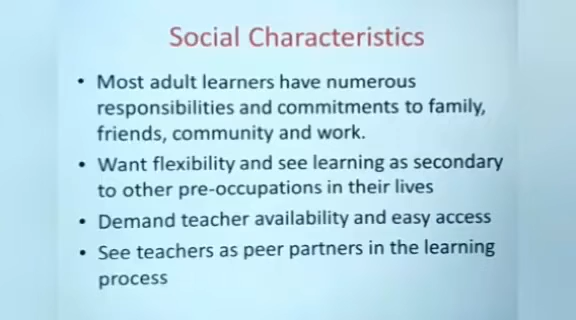 Social Characteristics
• Most adult learners have numerous
responsibilities and commitments to family,
friends, community and work.
• Want flexibility and see learning as secondary
to other pre-occupations in their lives
• Demand teacher availability and easy access
• See teachers as peer partners in the learning
process